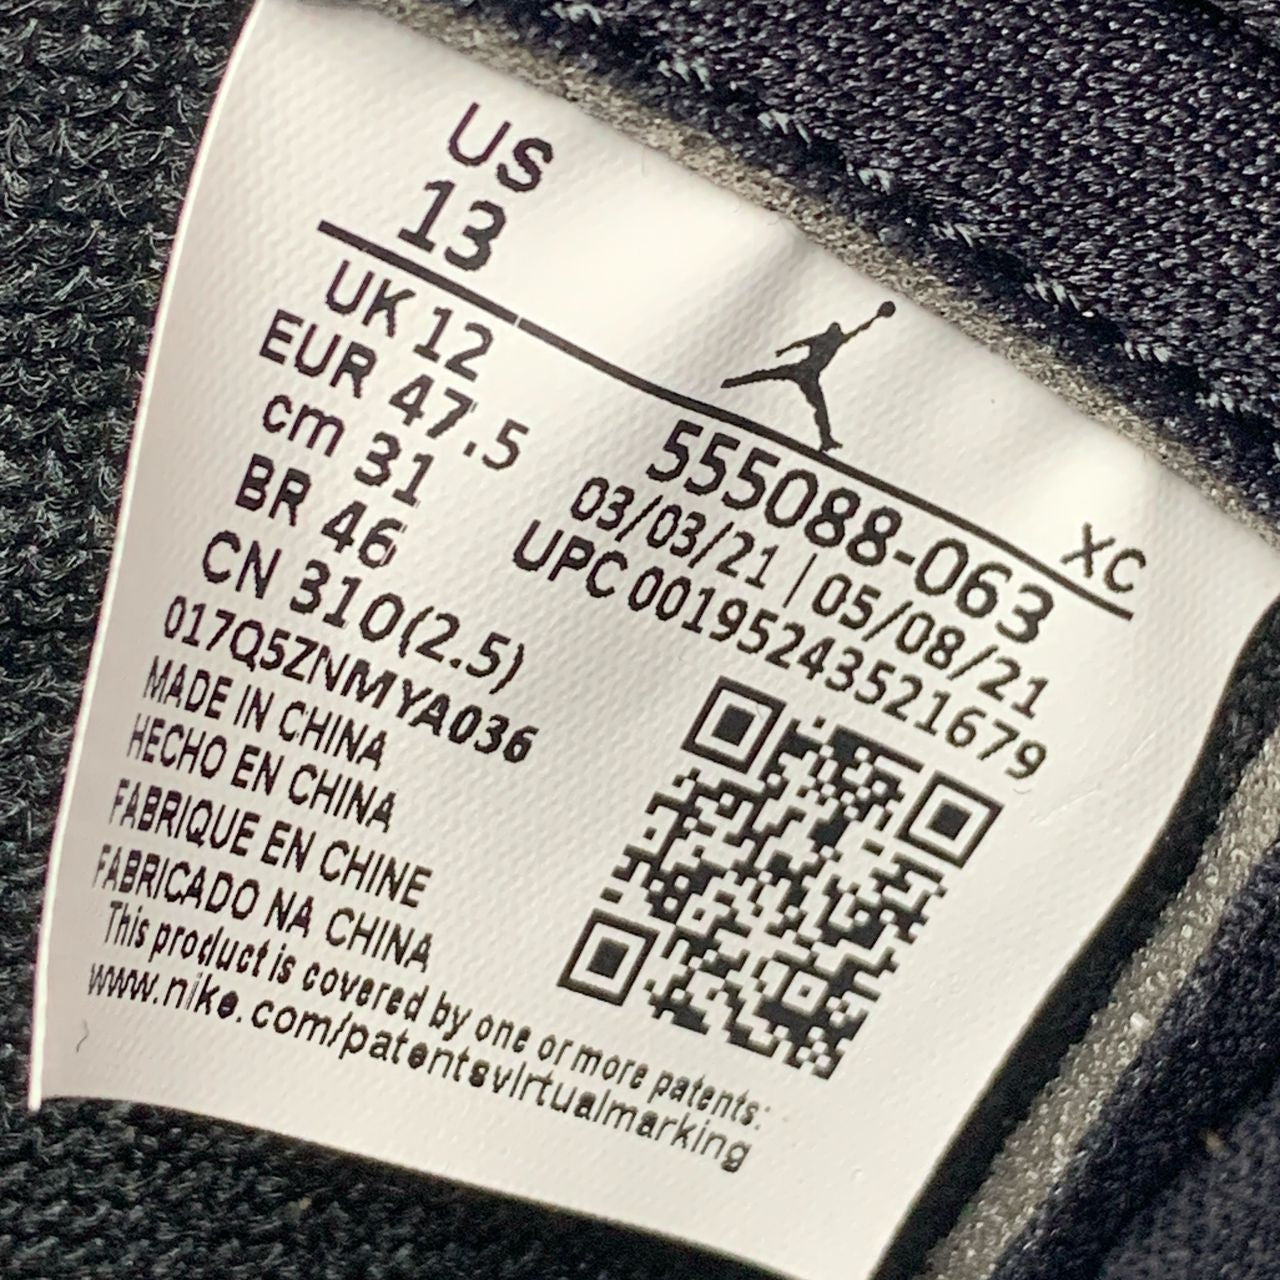 US
13
UK 12
EUR 47.5
cm 31
BR 46
CN 310(2.5)
017Q5ZNMYA036
MADE IN CHINA
HECHO EN CHINA
FABRIQUE EN CHINE
FABRICADO NA CHINA
This product is covered by one or more patents:
www.nike.com/patentsvirtualmarking
XC
555088-063
03/03/21 | 05/08/21
UPC 00195243521679